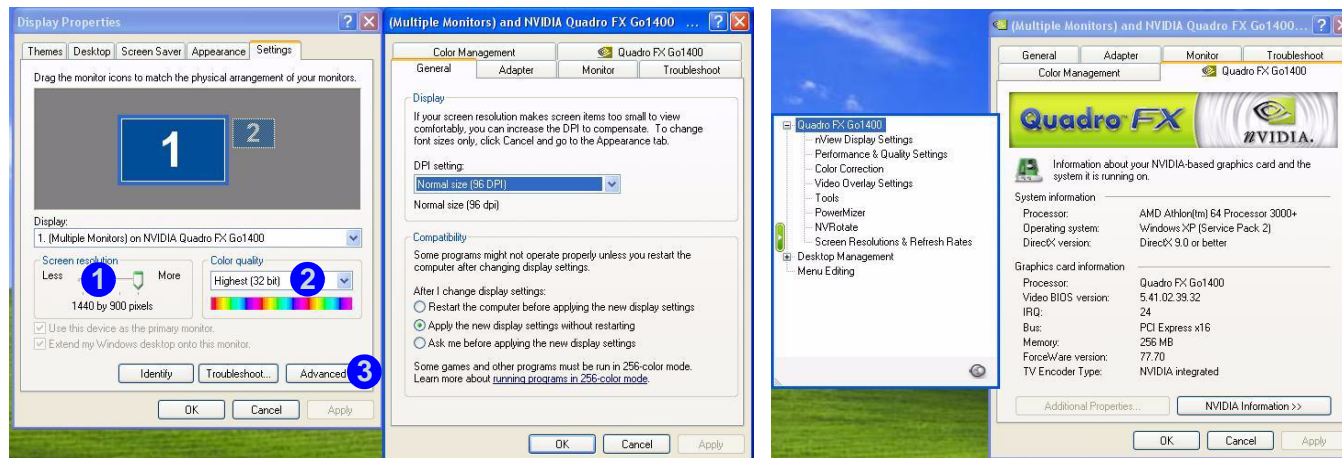 Display Properties
Themes Desktop Screen Saver Appearance Settings
Drag the monitor icons to match the physical arrangement of your monitors.
1 2
Display:
1. (Multiple Monitors) on NVIDIA Quadro FX Go1400
Screen resolution
Less More
1
1440 by 900 pixels
Color quality
Highest (32 bit)
2
Use this device as the primary monitor.
Extend my Windows desktop onto this monitor.
Identify Troubleshoot... Advanced
3
OK Cancel Apply
(Multiple Monitors) and NVIDIA Quadro FX Go1400 ...
Color Management Quadro FX Go1400
General Adapter Monitor Troubleshoot
Display
If your screen resolution makes screen items too small to view
comfortably, you can increase the DPI to compensate. To change
font sizes only, click Cancel and go to the Appearance tab.
DPI setting:
Normal size (96 DPI)
Normal size (96 dpi)
Compatibility
Some programs might not operate properly unless you restart the
computer after changing display settings.
After I change display settings:
Restart the computer before applying the new display settings
Apply the new display settings without restarting
Ask me before applying the new display settings
Some games and other programs must be run in 256-color mode.
Learn more about running programs in 256-color mode.
OK Cancel Apply
Quadro FX Go1400
nView Display Settings
Performance & Quality Settings
Color Correction
Video Overlay Settings
Tools
PowerMizer
NVRotate
Screen Resolutions & Refresh Rates
Desktop Management
Menu Editing
(Multiple Monitors) and NVIDIA Quadro FX Go1400...
General Adapter Monitor Troubleshoot
Color Management Quadro FX Go1400
Quadro FX
NVIDIA.
Information about your NVIDIA-based graphics card and the
system it is running on.
System information
Processor: AMD Athlon(tm) 64 Processor 3000+
Operating system: Windows XP (Service Pack 2)
DirectX version: DirectX 9.0 or better
Graphics card information
Processor: Quadro FX Go1400
Video BIOS version: 5.41.02.39.32
IRQ: 24
Bus: PCI Express x16
Memory: 256 MB
ForceWare version: 77.70
TV Encoder Type: NVIDIA integrated
Additional Properties... NVIDIA Information >>
OK Cancel Apply